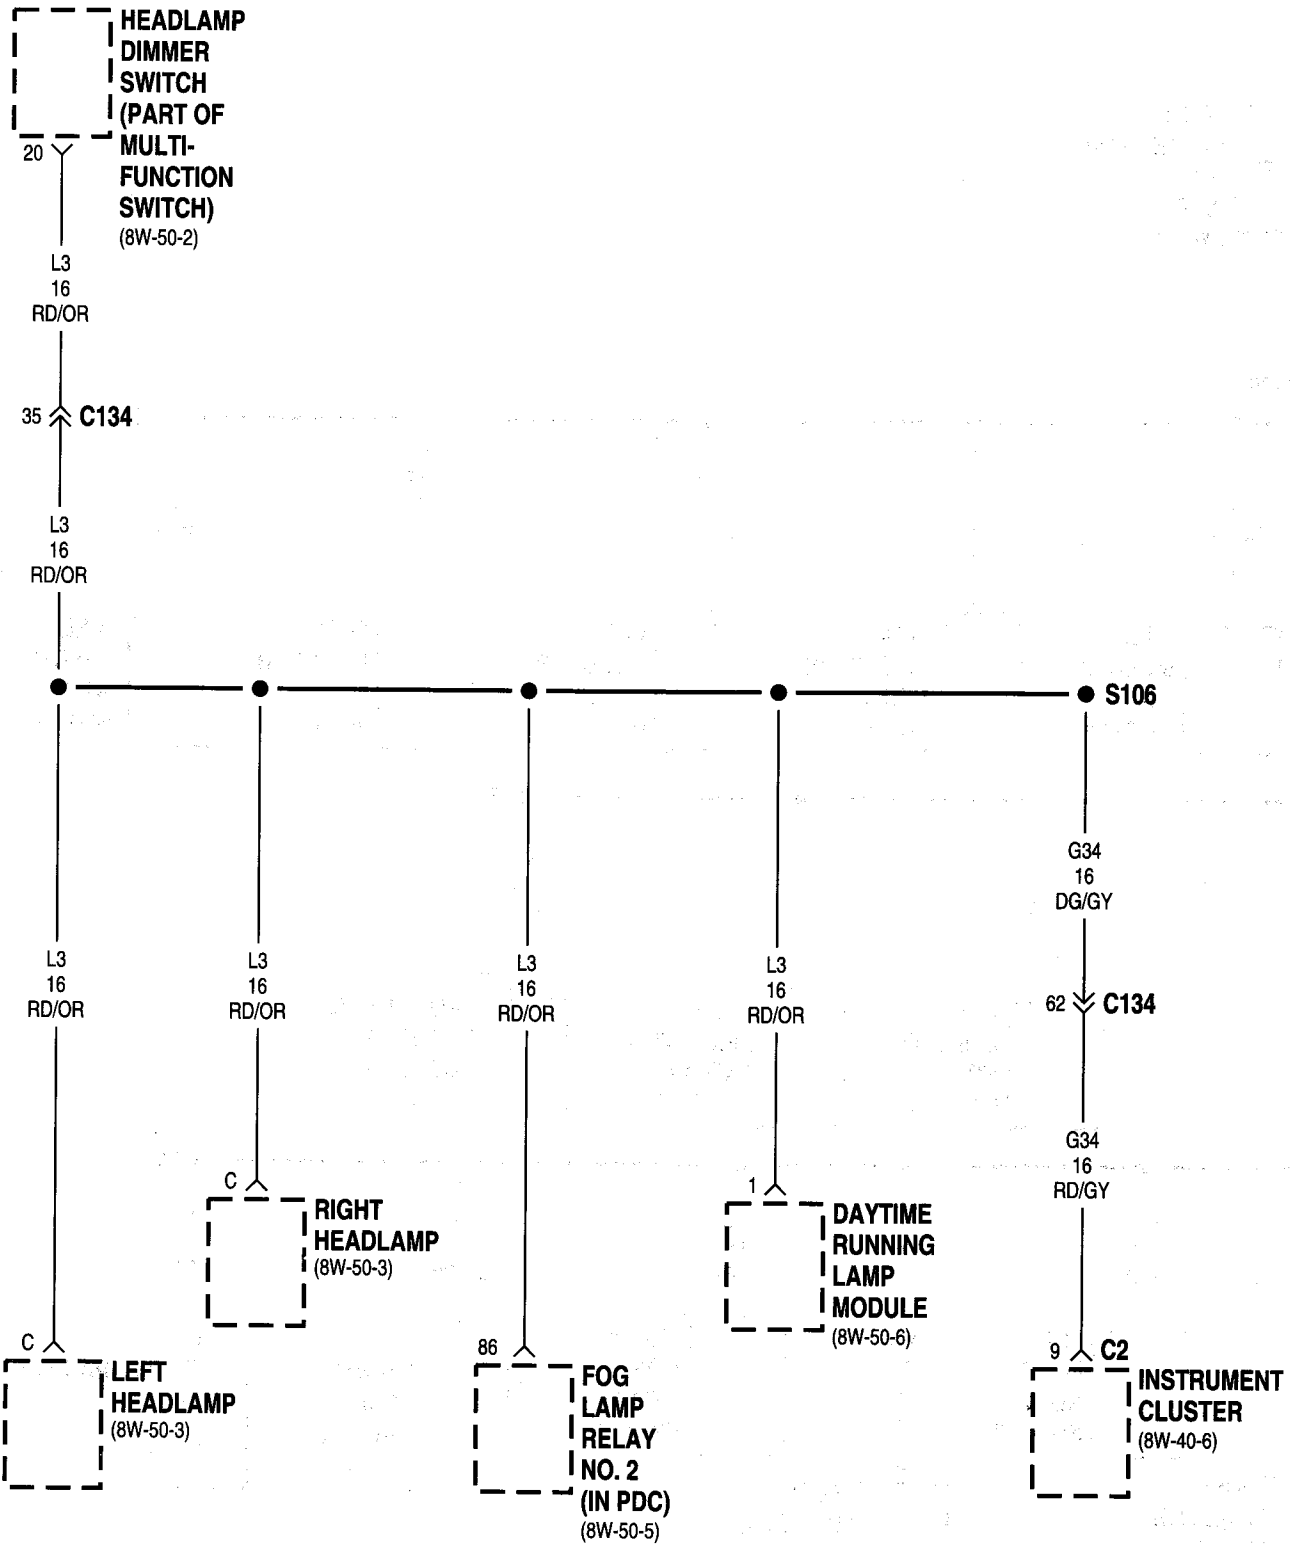 HEADLAMP
DIMMER
SWITCH
(PART OF
MULTI-
FUNCTION
SWITCH)
(8W-50-2)
20
L3
16
RD/OR
35
C134
L3
16
RD/OR
S106
L3
16
RD/OR
L3
16
RD/OR
L3
16
RD/OR
L3
16
RD/OR
G34
16
DG/GY
62
C134
G34
16
RD/GY
C
RIGHT
HEADLAMP
(8W-50-3)
1
DAYTIME
RUNNING
LAMP
MODULE
(8W-50-6)
C
LEFT
HEADLAMP
(8W-50-3)
86
FOG
LAMP
RELAY
NO. 2
(IN PDC)
(8W-50-5)
9
C2
INSTRUMENT
CLUSTER
(8W-40-6)